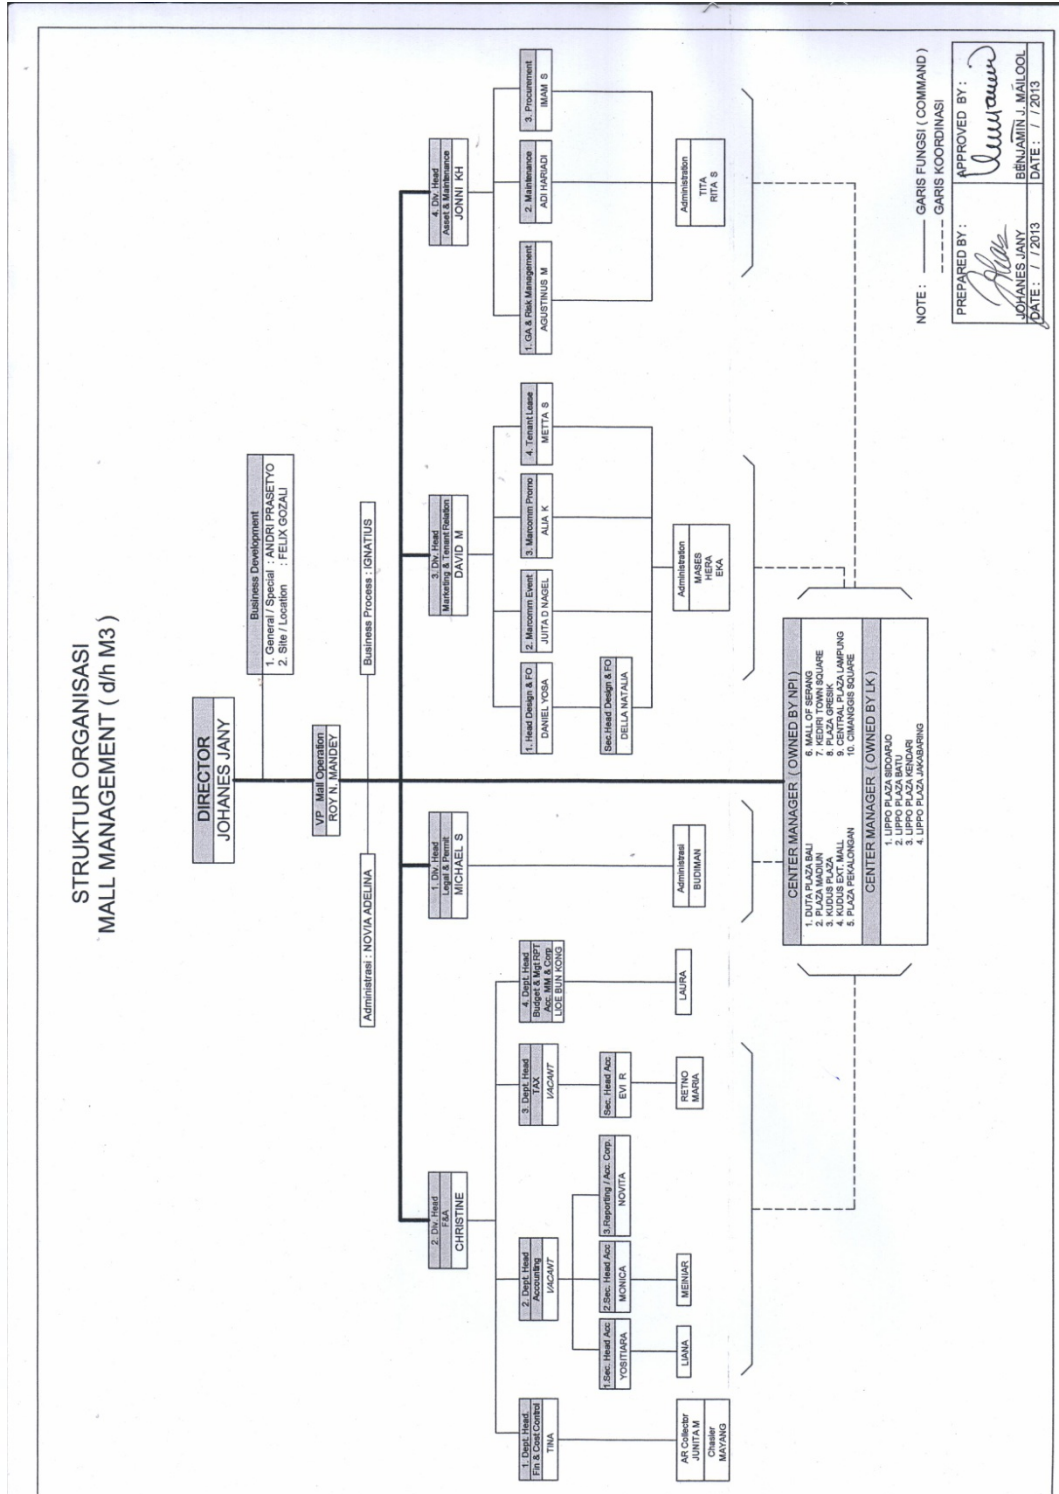 STRUKTUR ORGANISASI
MALL MANAGEMENT ( d/h M3 )
DIRECTOR
JOHANES JANY
Business Development
1. General / Special : ANDRI PRASETYO
2. Site / Location : FELIX GOZALI
VP Mall Operation
ROY N. MANDEY
Administrasi : NOVIA ADELINA
Business Process : IGNATIUS
2. Div. Head
F&A
CHRISTINE
1. Div. Head
Legal & Permit
MICHAEL S
3. Div. Head
Marketing & Tenant Relation
DAVID M
4. Div. Head
Asset & Maintenance
JONNI KH
1. Dept. Head.
Fin & Cost Control
TINA
2. Dept. Head
Accounting
VACANT
3. Dept. Head
TAX
VACANT
4. Dept. Head
Budget & Mgt RPT
Acc. MM & Corp
LIOE BUN KONG
1. Head Design & FO
DANIEL YOSA
2. Marcomm Event
JUITA D NAGEL
3. Marcomm Promo
ALIA K
4. Tenant Lease
METTA S
1. GA & Risk Management
AGUSTINUS M
2. Maintenance
ADI HARIADI
3. Procurement
IMAM S
1.Sec. Head Acc
YOSITIARA
2.Sec. Head Acc
MONICA
3.Reporting / Acc. Corp.
NOVITA
Sec. Head Acc
EVI R
Sec.Head Design & FO
DELLA NATALIA
AR Collector
JUNITA M
Chasier
MAYANG
LIANA
MEINIAR
RETNO
MARIA
LAURA
Administrasi
BUDIMAN
Administration
MASES
HERA
EKA
Administration
TITA
RITA S
CENTER MANAGER ( OWNED BY NPI )
1. DUTA PLAZA BALI
2. PLAZA MADIUN
3. KUDUS PLAZA
4. KUDUS EXT. MALL
5. PLAZA PEKALONGAN
6. MALL OF SERANG
7. KEDIRI TOWN SQUARE
8. PLAZA GRESIK
9. CENTRAL PLAZA LAMPUNG
10. CIMANGGIS SQUARE
CENTER MANAGER ( OWNED BY LK )
1. LIPPO PLAZA SIDOARJO
2. LIPPO PLAZA BATU
3. LIPPO PLAZA KENDARI
4. LIPPO PLAZA JAKABARING
NOTE : ——— GARIS FUNGSI ( COMMAND )
------ GARIS KOORDINASI
PREPARED BY :
JOHANES JANY
DATE : / / 2013
APPROVED BY :
BENJAMIN J. MAILOOL
DATE : / / 2013